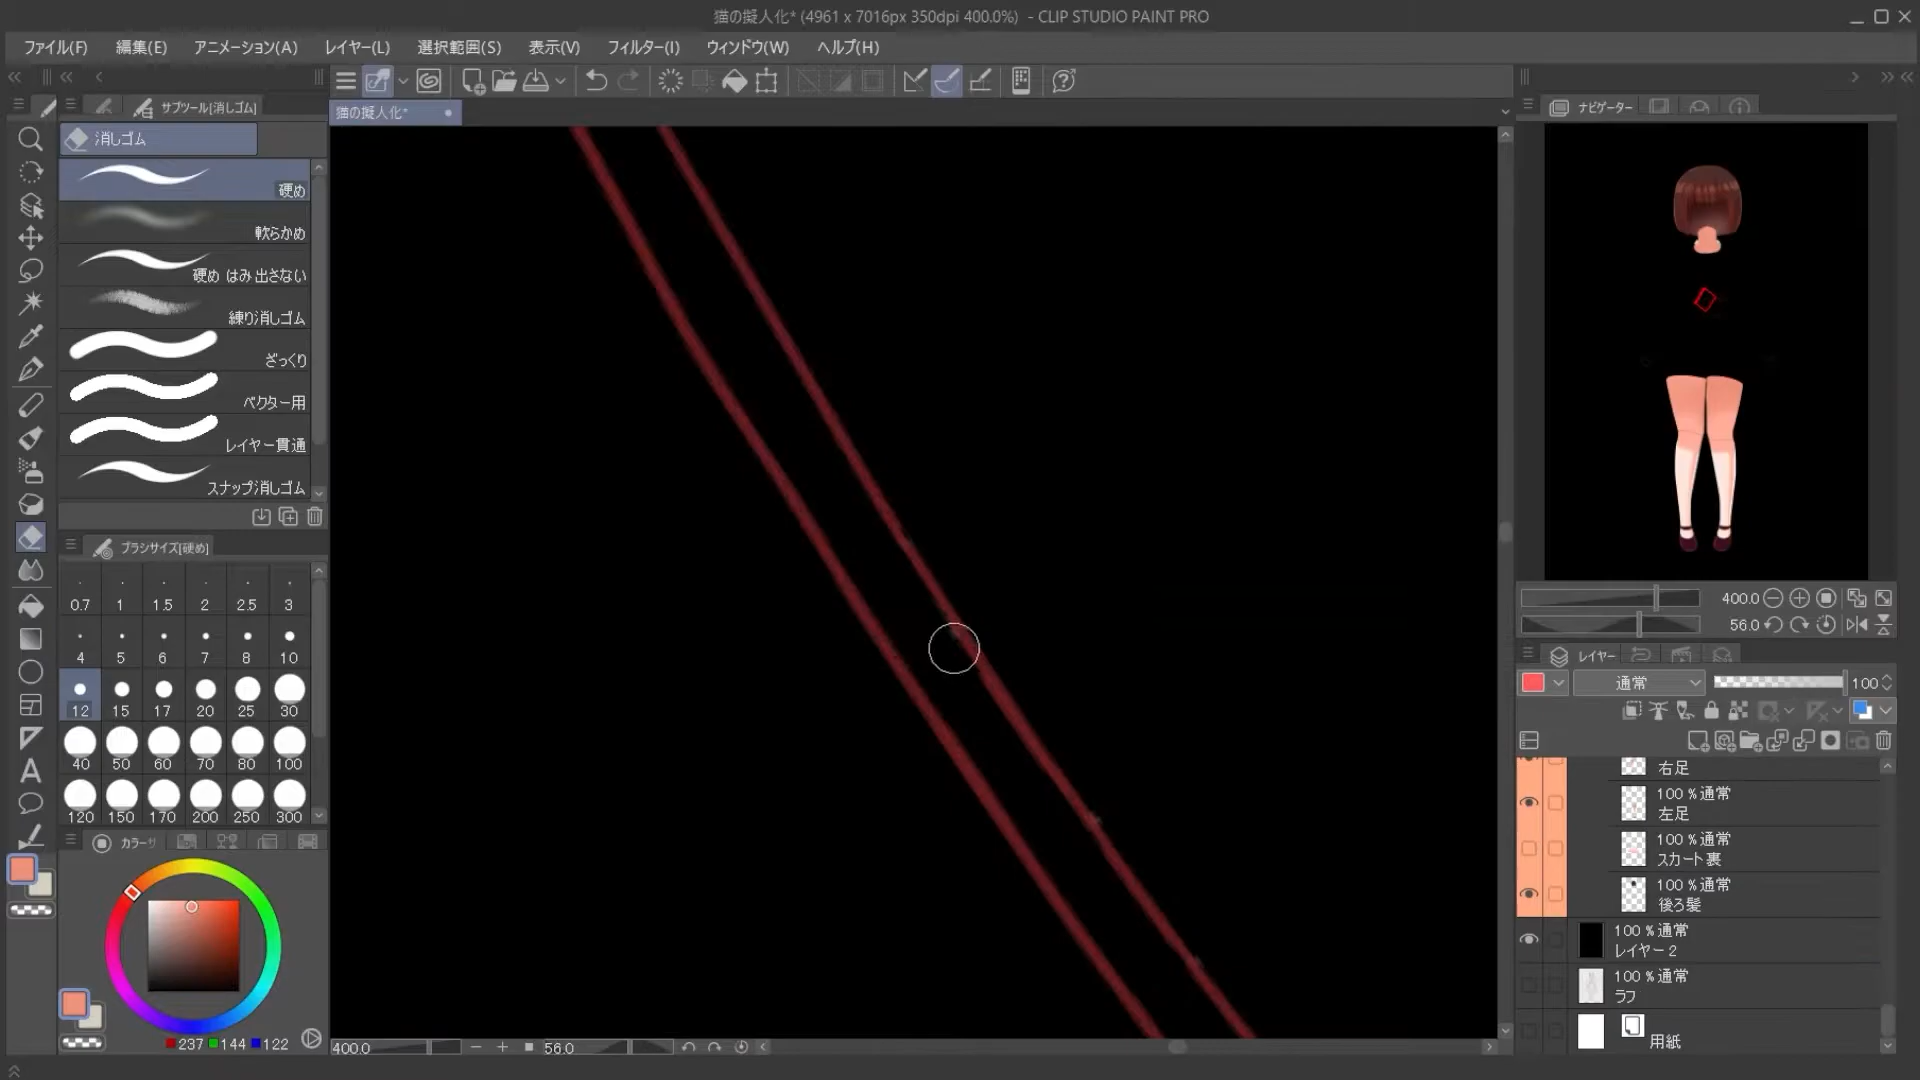 猫の擬人化* (4961 x 7016px 350dpi 400.0%) - CLIP STUDIO PAINT PRO
ファイル(F) 編集(E) アニメーション(A) レイヤー(L) 選択範囲(S) 表示(V) フィルター(I) ウィンドウ(W) ヘルプ(H)
サブツール[消しゴム]
猫の擬人化*
ナビゲーター
消しゴム
硬め
軟らかめ
硬め はみ出さない
練り消しゴム
ざっくり
ベクター用
レイヤー貫通
スナップ消しゴム
ブラシサイズ[硬め]
0.7 1 1.5 2 2.5 3
4 5 6 7 8 10
12 15 17 20 25 30
40 50 60 70 80 100
120 150 170 200 250 300
カラーサ
237 144 122
400.0 56.0
400.0
56.0
レイヤー
通常 100
右足
100 % 通常
左足
100 % 通常
スカート裏
100 % 通常
後ろ髪
100 % 通常
レイヤー 2
100 % 通常
ラフ
用紙